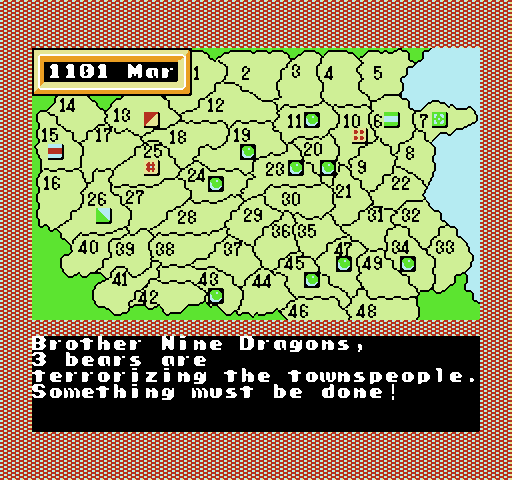 1101 Mar
1 2 3 4 5
14 13 12 11 10 6 7
15 17 18 19 20 8
25 23 9
16 24 21 22
26 27 28 29 30 31 32
36 35
40 39 38 37 47 34 33
41 43 44 45 49
42 46 48
Brother Nine Dragons,
3 bears are
terrorizing the townspeople.
Something must be done!